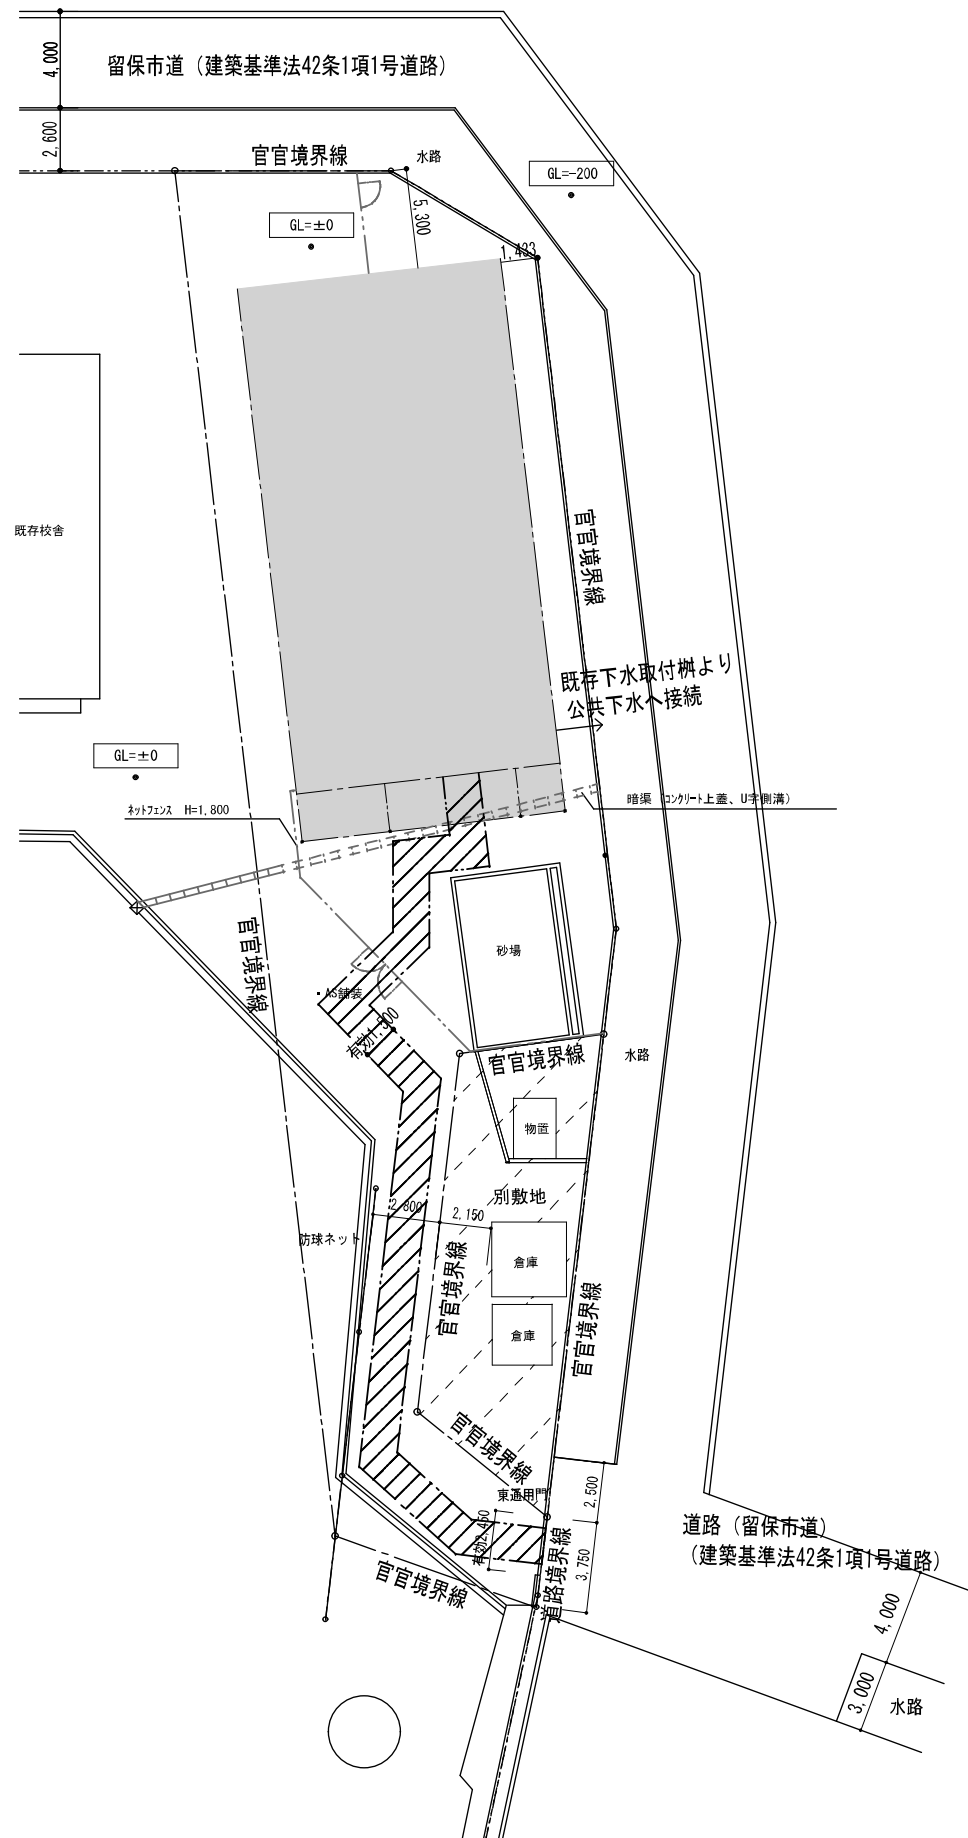 4,000
留保市道（建築基準法42条1項1号道路）
2,600
官官境界線
水路
GL=-200
5,300
GL=±0
1,433
既存校舎
官官境界線
既存下水取付桝より
公共下水へ接続
GL=±0
ネットフェンス H=1,800
暗渠（コンクリート上蓋、U字側溝）
官官境界線
砂場
AS舗装
有効1,500
官官境界線
水路
物置
別敷地
2,800
2,150
防球ネット
官官境界線
倉庫
官官境界線
倉庫
官官境界線
東通用門
2,500
有効2,450
道路（留保市道）
（建築基準法42条1項1号道路）
3,750
道路境界線
官官境界線
4,000
3,000
水路